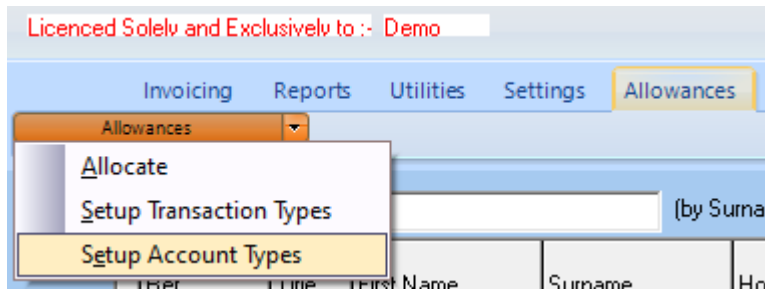 Licenced Solely and Exclusively to :- Demo
Invoicing Reports Utilities Settings Allowances
Allowances
Allocate
Setup Transaction Types
(by Surna
Setup Account Types
First Name Surname Ho